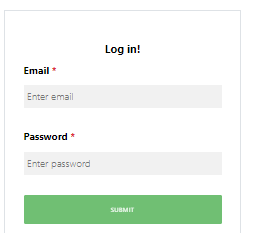 Log in!
Email *
Enter email
Password *
Enter password
SUBMIT